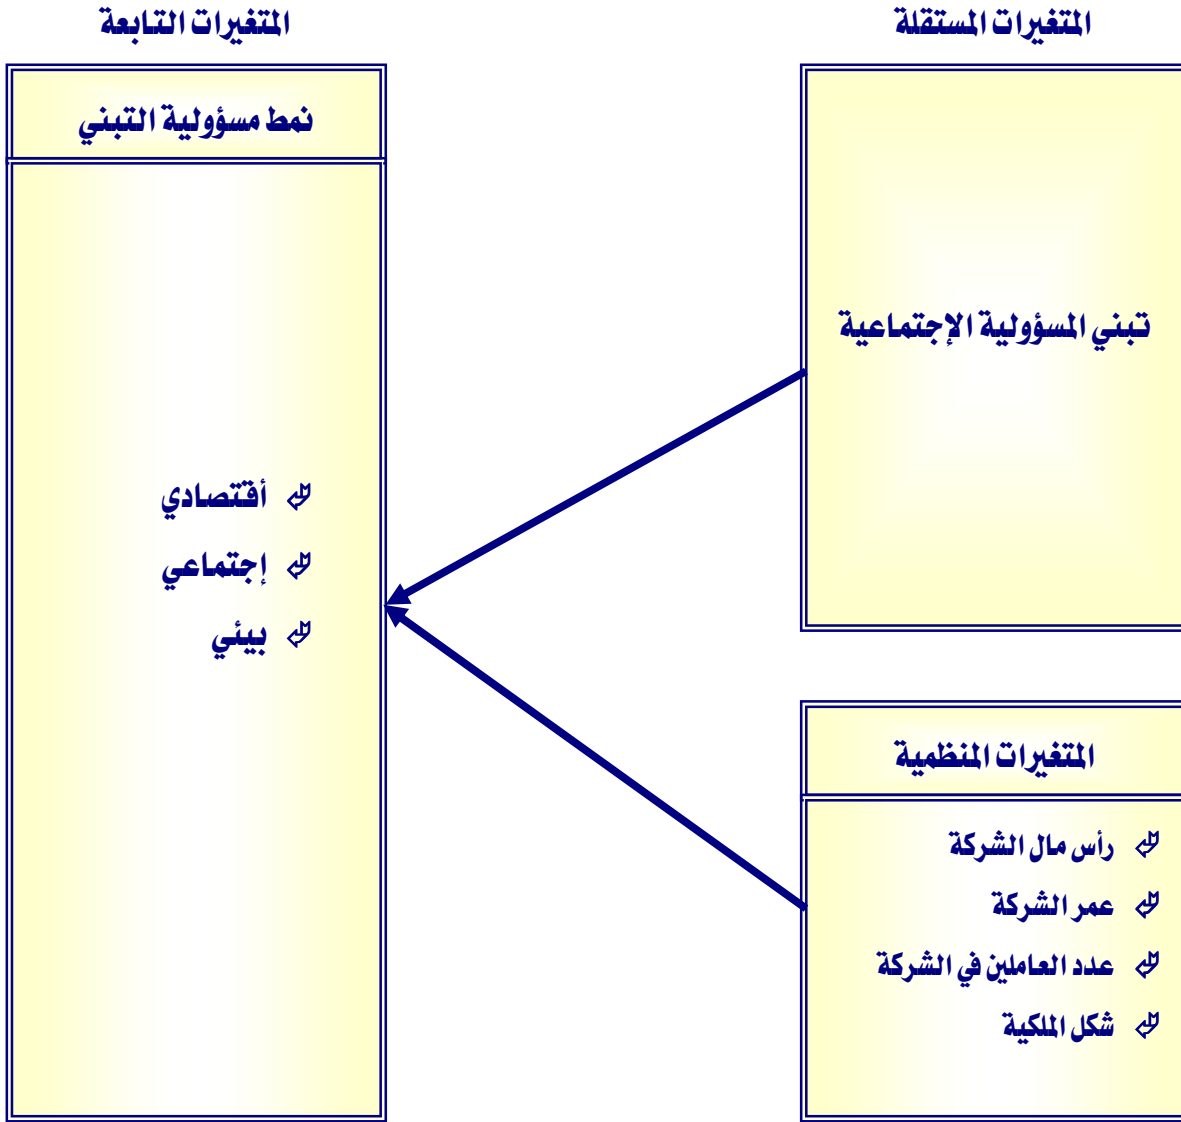 المتغيرات المستقلة
تبني المسؤولية الإجتماعية
المتغيرات المنظمية
رأس مال الشركة
عمر الشركة
عدد العاملين في الشركة
شكل الملكية
المتغيرات التابعة
نمط مسؤولية التبني
أقتصادي
إجتماعي
بيئي